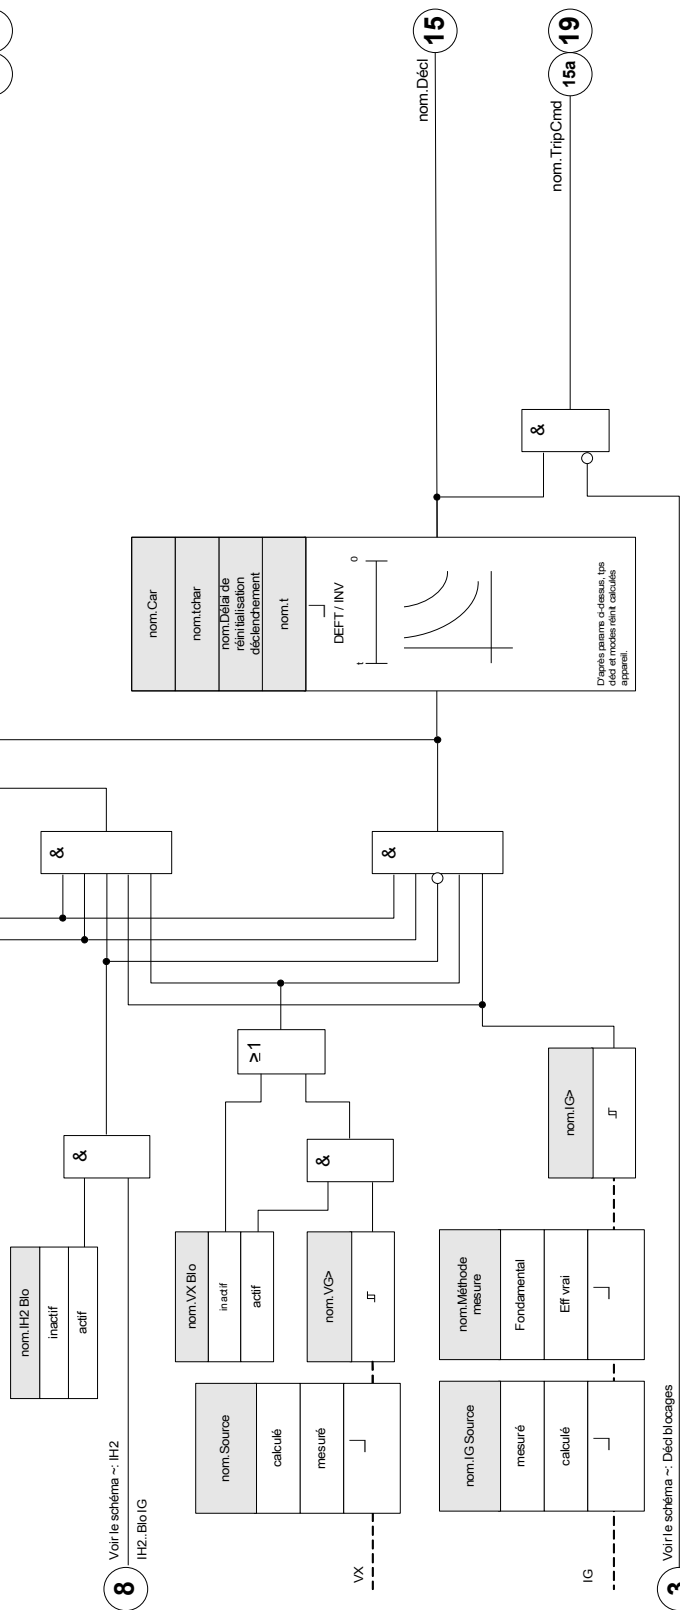 15
nom.Décl
19
15a
nom.TripCmd
&
nom.Car
nom.tchar
nom.Délai de
réinitialisation
déclenchement
nom.t
DEFT / INV
t
0
D'après params ci-dessus, tps
décl et modes réinit calculés
appareil.
&
&
≥1
&
&
nom.IH2 Blo
inactif
actif
nom.VX Blo
inactif
actif
nom.VG>
nom.IG>
nom.Source
calculé
mesuré
nom.Méthode
mesure
Fondamental
Eff vrai
nom.IG Source
mesuré
calculé
8
Voir le schéma ~: IH2
IH2..Blo IG
VX
IG
3
Voir le schéma ~: Décl blocages